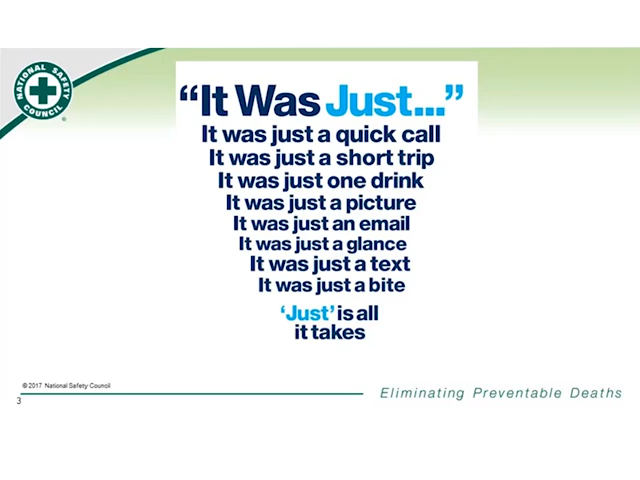 NATIONAL SAFETY COUNCIL
®
“It Was Just...”
It was just a quick call
It was just a short trip
It was just one drink
It was just a picture
It was just an email
It was just a glance
It was just a text
It was just a bite
‘Just’ is all
it takes
© 2017 National Safety Council
Eliminating Preventable Deaths
3